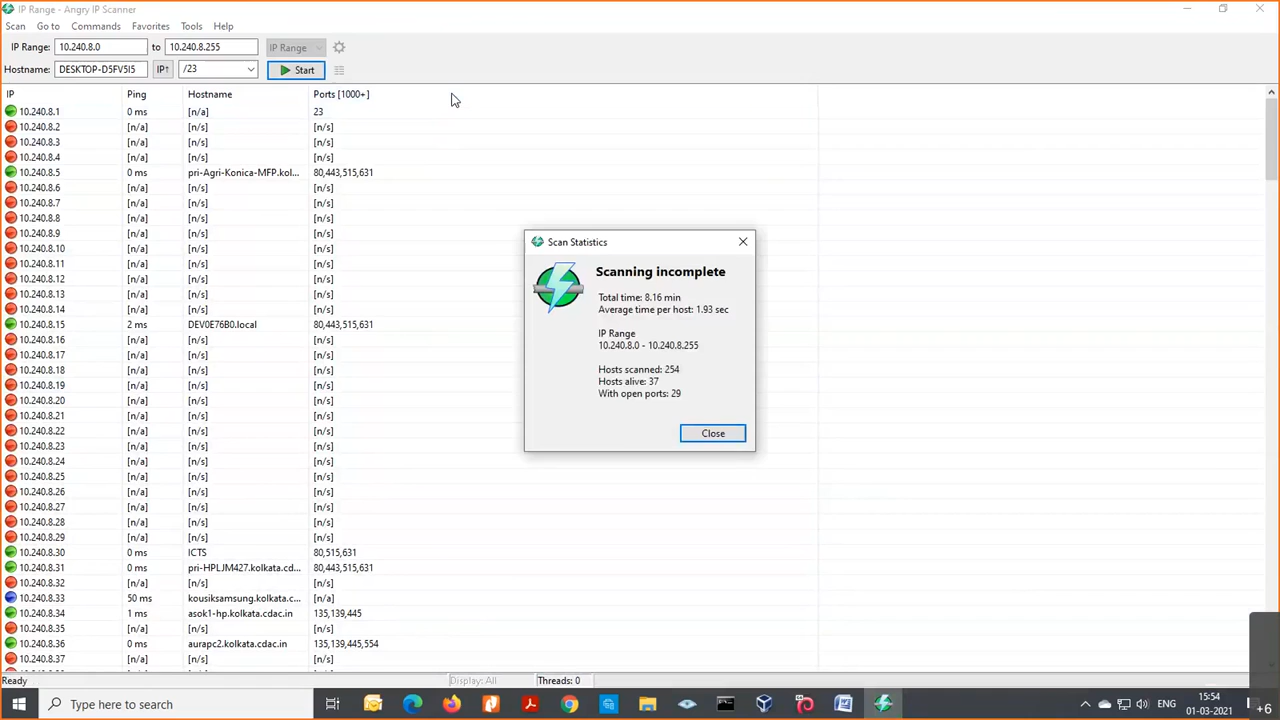 IP Range - Angry IP Scanner
Scan Go to Commands Favorites Tools Help
IP Range: 10.240.8.0 to 10.240.8.255 IP Range
Hostname: DESKTOP-D5FV5I5 IP↑ /23 Start
IP Ping Hostname Ports [1000+]
10.240.8.1 0 ms [n/a] 23
10.240.8.2 [n/a] [n/s] [n/s]
10.240.8.3 [n/a] [n/s] [n/s]
10.240.8.4 [n/a] [n/s] [n/s]
10.240.8.5 0 ms pri-Agri-Konica-MFP.kol... 80,443,515,631
10.240.8.6 [n/a] [n/s] [n/s]
10.240.8.7 [n/a] [n/s] [n/s]
10.240.8.8 [n/a] [n/s] [n/s]
10.240.8.9 [n/a] [n/s] [n/s]
10.240.8.10 [n/a] [n/s] [n/s]
10.240.8.11 [n/a] [n/s] [n/s]
10.240.8.12 [n/a] [n/s] [n/s]
10.240.8.13 [n/a] [n/s] [n/s]
10.240.8.14 [n/a] [n/s] [n/s]
10.240.8.15 2 ms DEV0E76B0.local 80,443,515,631
10.240.8.16 [n/a] [n/s] [n/s]
10.240.8.17 [n/a] [n/s] [n/s]
10.240.8.18 [n/a] [n/s] [n/s]
10.240.8.19 [n/a] [n/s] [n/s]
10.240.8.20 [n/a] [n/s] [n/s]
10.240.8.21 [n/a] [n/s] [n/s]
10.240.8.22 [n/a] [n/s] [n/s]
10.240.8.23 [n/a] [n/s] [n/s]
10.240.8.24 [n/a] [n/s] [n/s]
10.240.8.25 [n/a] [n/s] [n/s]
10.240.8.26 [n/a] [n/s] [n/s]
10.240.8.27 [n/a] [n/s] [n/s]
10.240.8.28 [n/a] [n/s] [n/s]
10.240.8.29 [n/a] [n/s] [n/s]
10.240.8.30 0 ms ICTS 80,515,631
10.240.8.31 0 ms pri-HPLJM427.kolkata.cd... 80,443,515,631
10.240.8.32 [n/a] [n/s] [n/s]
10.240.8.33 50 ms kousiksamsung.kolkata.c... [n/a]
10.240.8.34 1 ms asok1-hp.kolkata.cdac.in 135,139,445
10.240.8.35 [n/a] [n/s] [n/s]
10.240.8.36 0 ms aurapc2.kolkata.cdac.in 135,139,445,554
10.240.8.37 [n/a] [n/s] [n/s]
Scan Statistics
Scanning incomplete
Total time: 8.16 min
Average time per host: 1.93 sec
IP Range
10.240.8.0 - 10.240.8.255
Hosts scanned: 254
Hosts alive: 37
With open ports: 29
Close
Ready Display: All Threads: 0
Type here to search
ENG
15:54
01-03-2021
+6